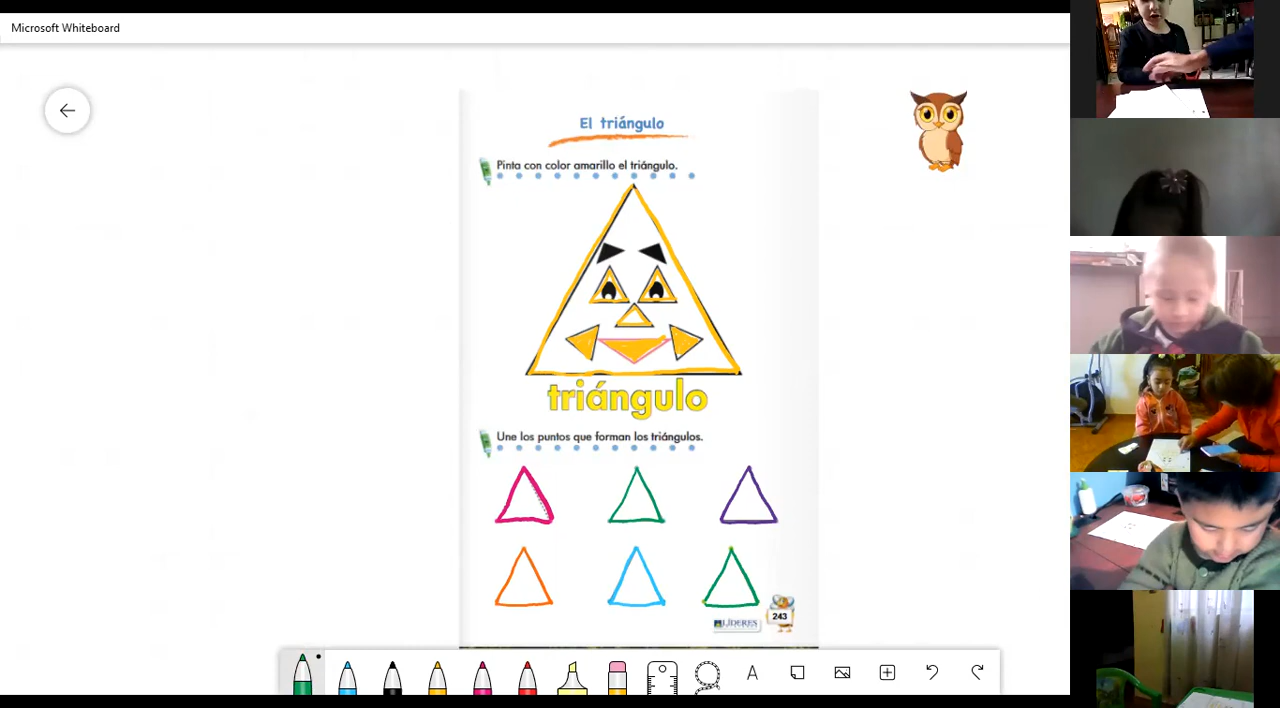 Microsoft Whiteboard
El triángulo
Pinta con color amarillo el triángulo.
triángulo
Une los puntos que forman los triángulos.
243
LÍDERES
A